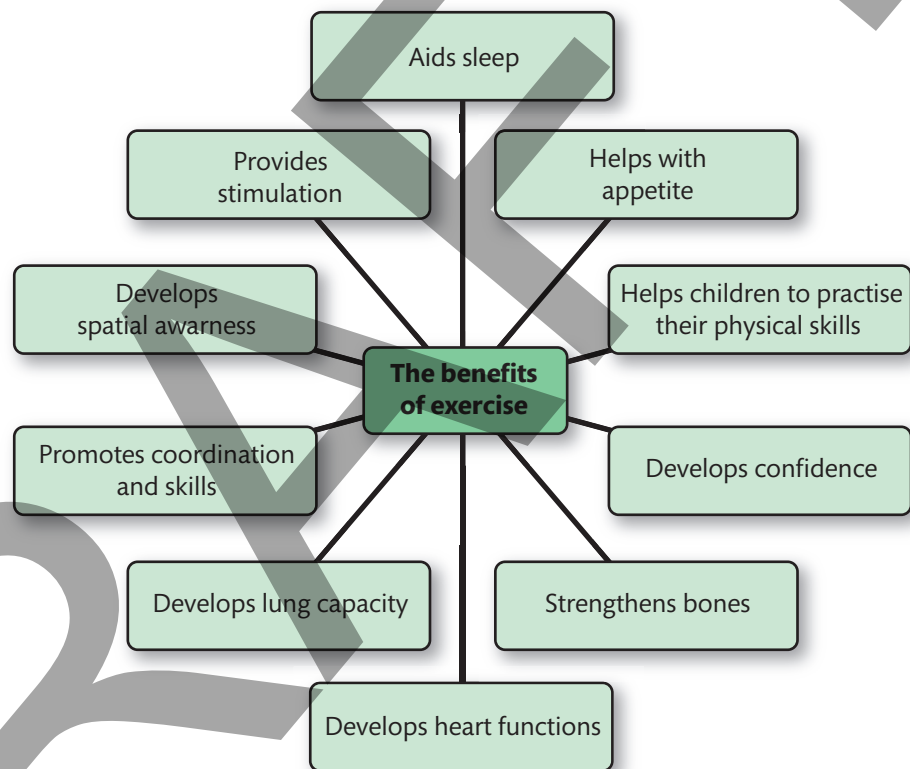 Aids sleep
Provides
stimulation
Helps with
appetite
Develops
spatial awarness
Helps children to practise
their physical skills
The benefits
of exercise
Promotes coordination
and skills
Develops confidence
Develops lung capacity
Strengthens bones
Develops heart functions